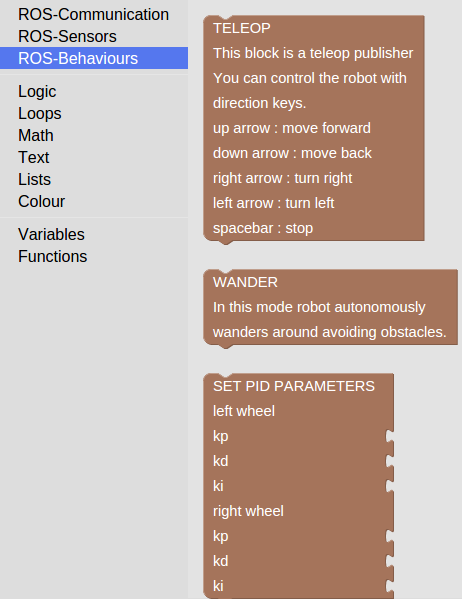 ROS-Communication
ROS-Sensors
ROS-Behaviours
Logic
Loops
Math
Text
Lists
Colour
Variables
Functions
TELEOP
This block is a teleop publisher
You can control the robot with
direction keys.
up arrow : move forward
down arrow : move back
right arrow : turn right
left arrow : turn left
spacebar : stop
WANDER
In this mode robot autonomously
wanders around avoiding obstacles.
SET PID PARAMETERS
left wheel
kp
kd
ki
right wheel
kp
kd
ki